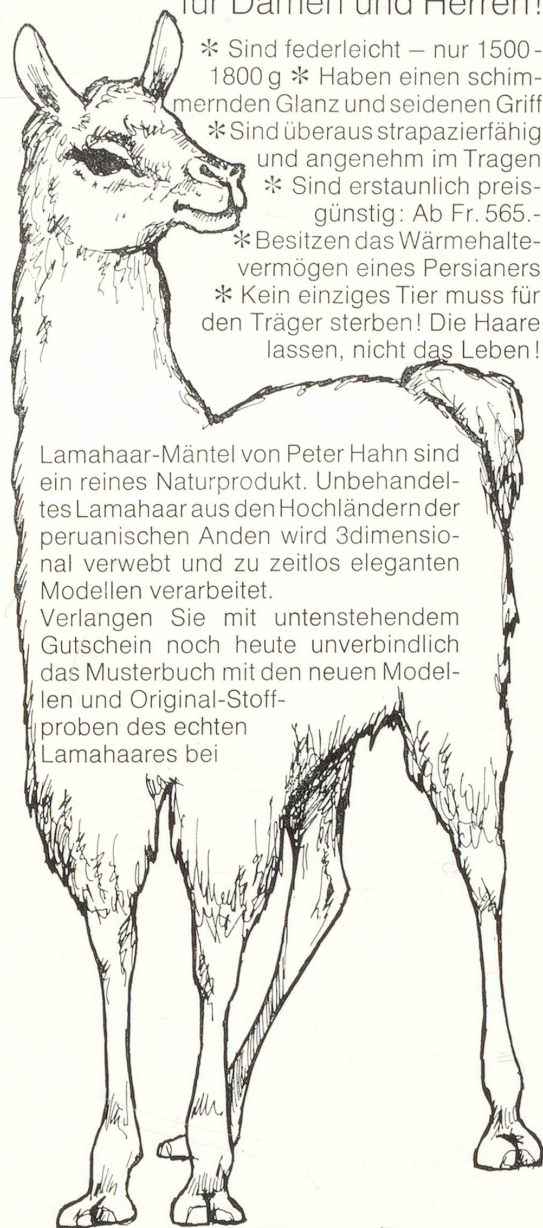 für Damen und Herren!
✻ Sind federleicht – nur 1500-
1800 g ✻ Haben einen schim-
mernden Glanz und seidenen Griff
✻ Sind überaus strapazierfähig
und angenehm im Tragen
✻ Sind erstaunlich preis-
günstig: Ab Fr. 565.-
✻ Besitzen das Wärmehalte-
vermögen eines Persianers
✻ Kein einziges Tier muss für
den Träger sterben! Die Haare
lassen, nicht das Leben!
Lamahaar-Mäntel von Peter Hahn sind
ein reines Naturprodukt. Unbehandel-
tes Lamahaar aus den Hochländern der
peruanischen Anden wird 3dimensio-
nal verwebt und zu zeitlos eleganten
Modellen verarbeitet.
Verlangen Sie mit untenstehendem
Gutschein noch heute unverbindlich
das Musterbuch mit den neuen Model-
len und Original-Stoff-
proben des echten
Lamahaares bei